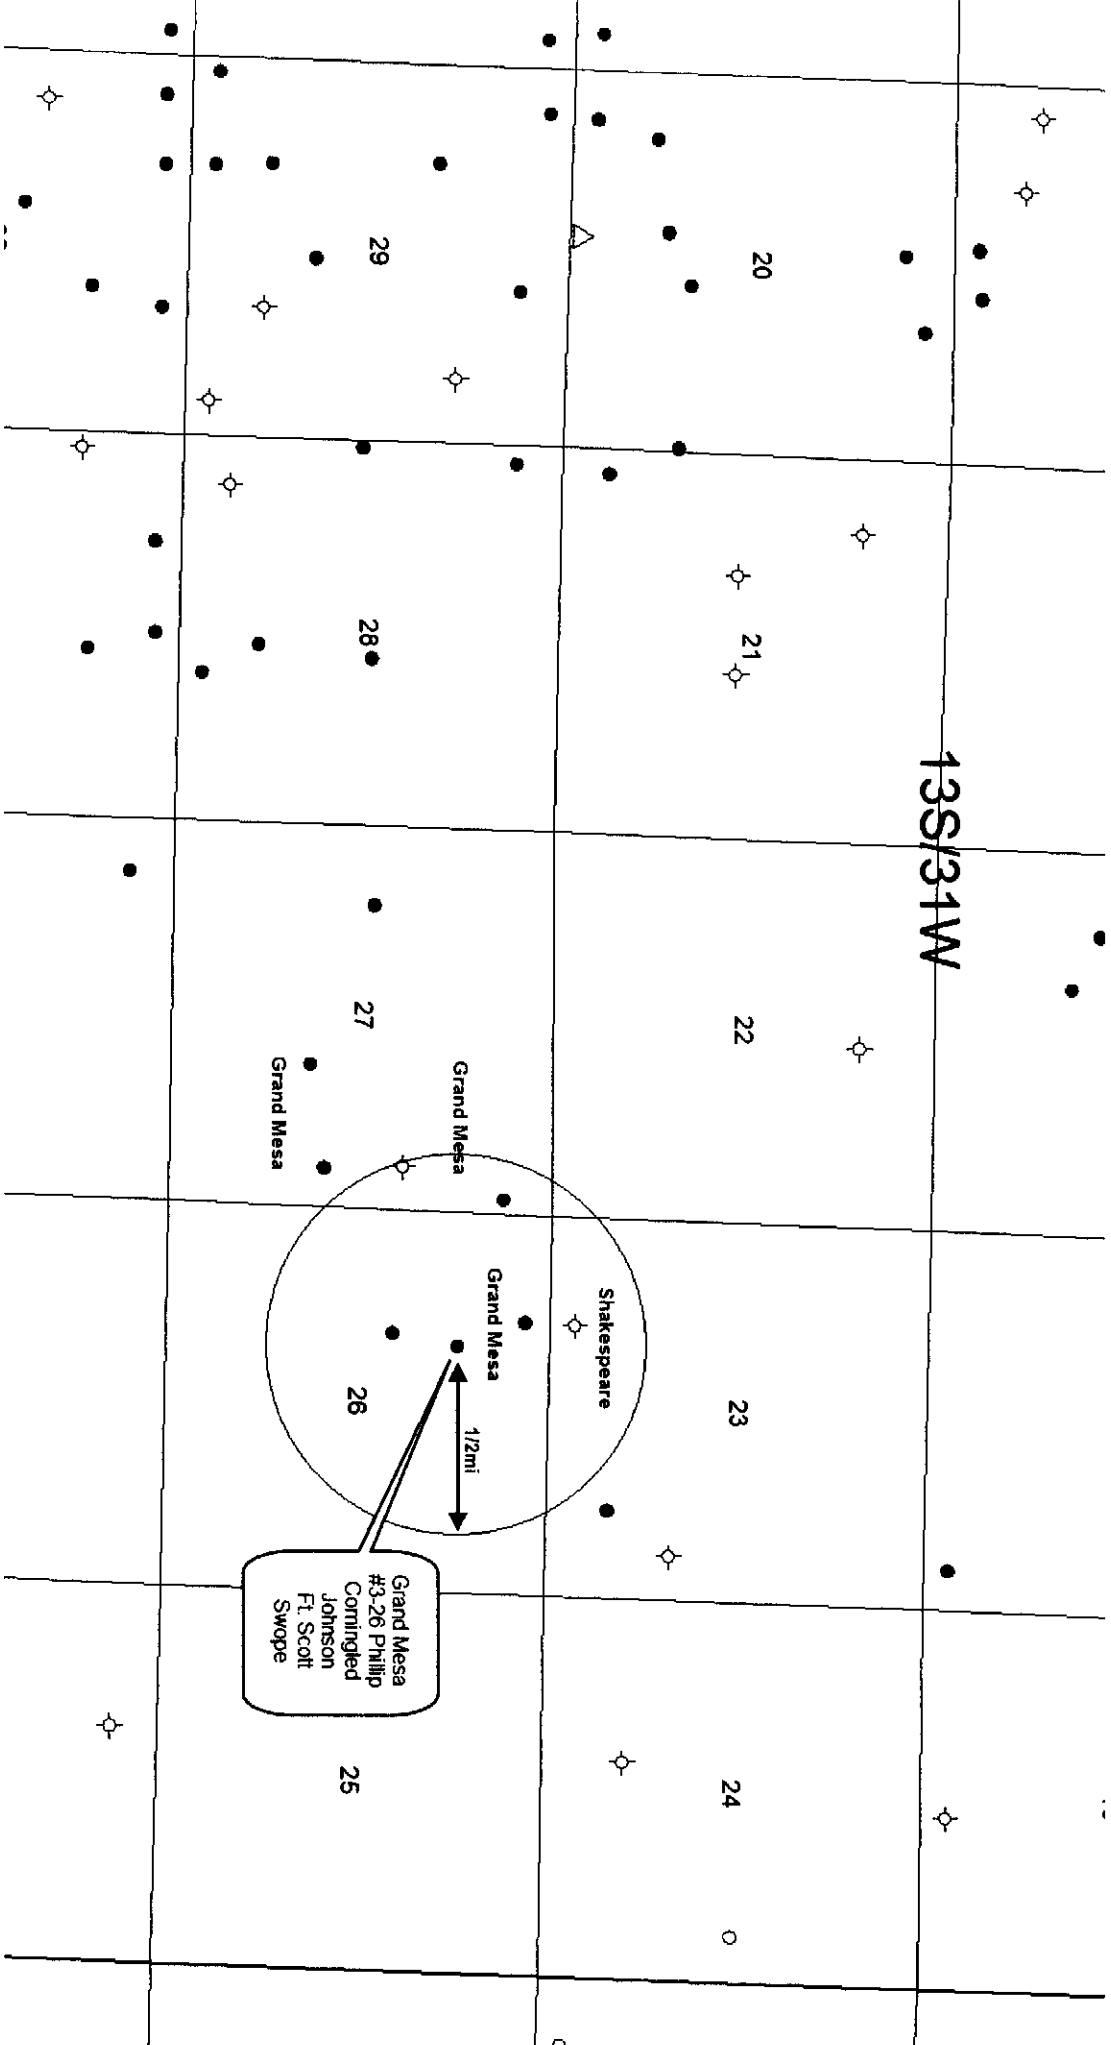 13S/31W
20
21
22
23
24
29
28
27
26
25
Shakespeare
Grand Mesa
Grand Mesa
Grand Mesa
1/2mi
Grand Mesa
#3-26 Phillip
Comingled
Johnson
Ft. Scott
Swope